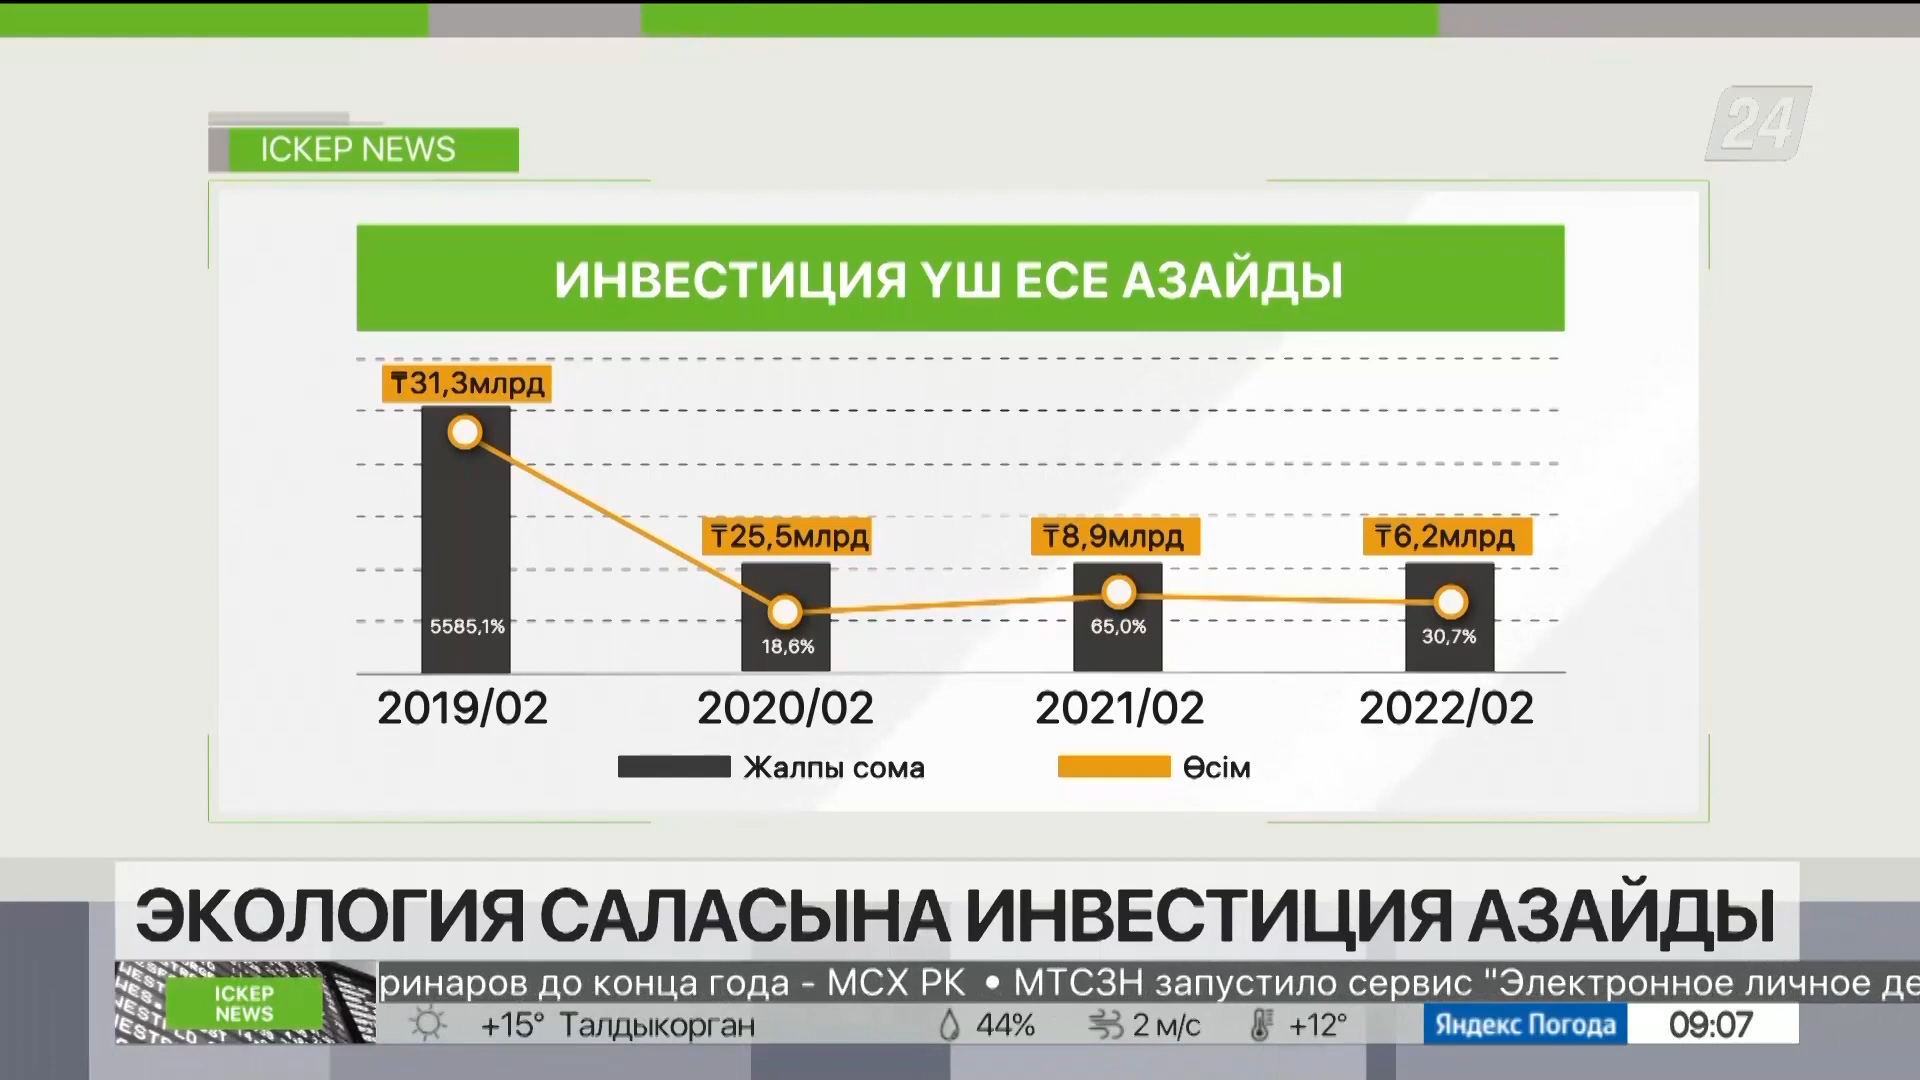 24
ІСКЕР NEWS
ИНВЕСТИЦИЯ ҮШ ЕСЕ АЗАЙДЫ
₸31,3млрд
₸25,5млрд ₸8,9млрд ₸6,2млрд
5585,1% 18,6% 65,0% 30,7%
2019/02 2020/02 2021/02 2022/02
Жалпы сома Өсім
ЭКОЛОГИЯ САЛАСЫНА ИНВЕСТИЦИЯ АЗАЙДЫ
ІСКЕР
NEWS
ринаров до конца года - МСХ РК • МТСЗН запустило сервис "Электронное личное де
+15° Талдыкорган 44% 2 м/с +12° Яндекс Погода 09:07